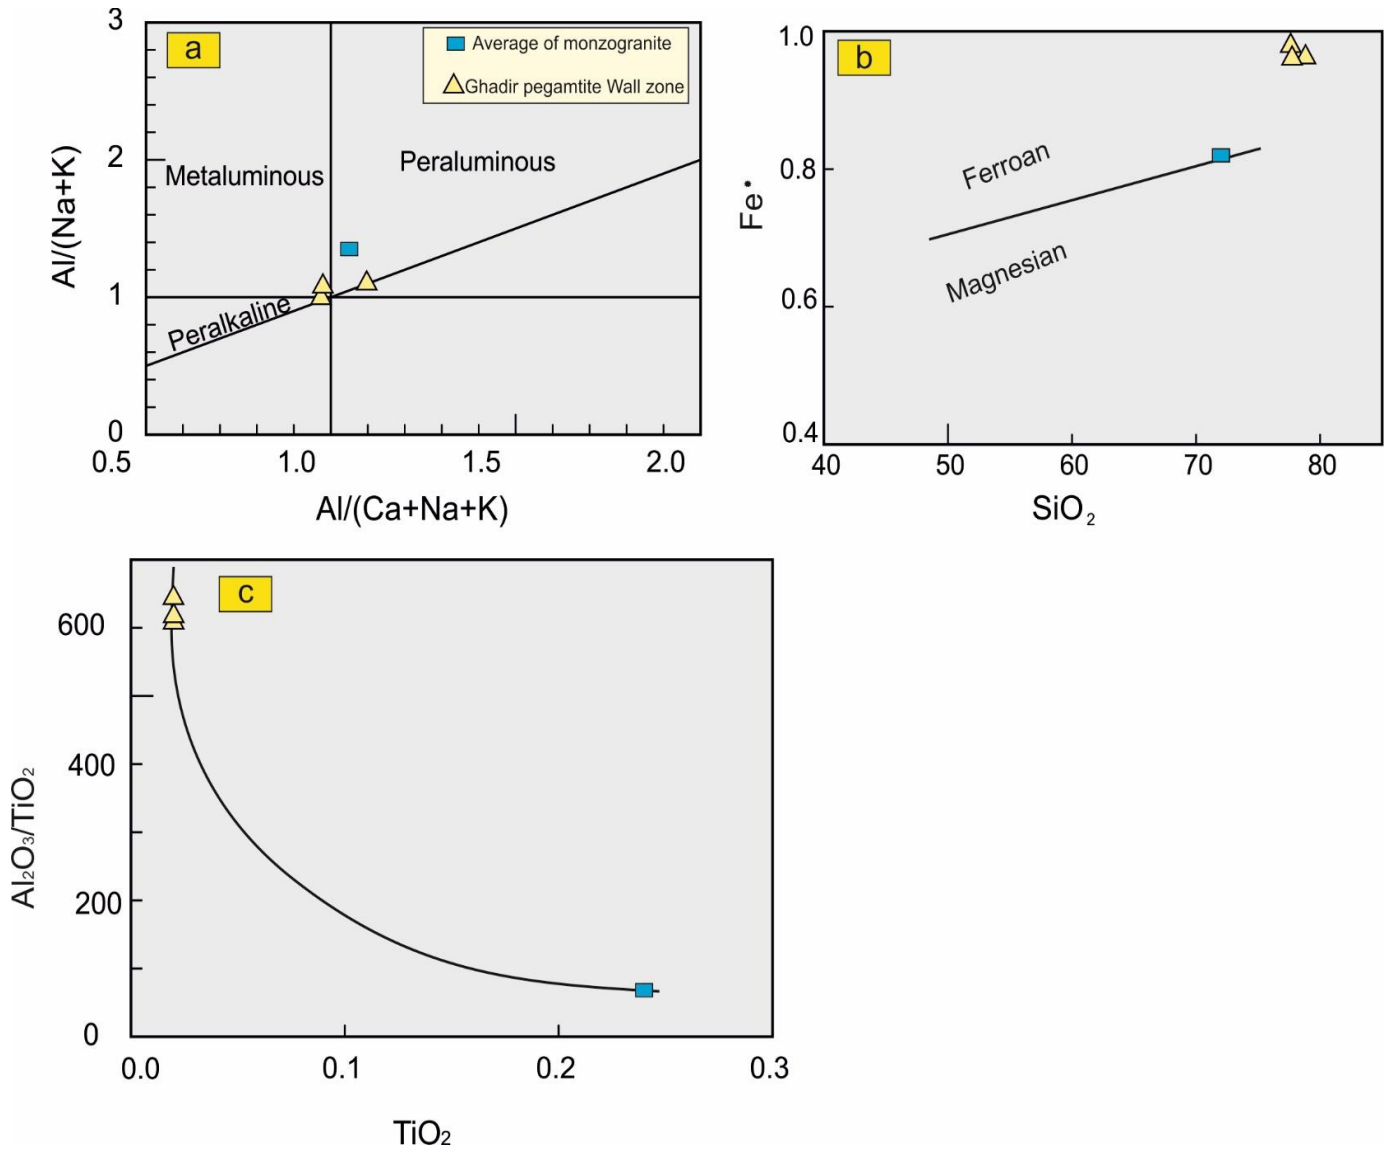 3
a
Average of monzogranite
Ghadir pegamtite Wall zone
Al/(Na+K)
2
Metaluminous
Peraluminous
1
Peralkaline
0
0.5 1.0 1.5 2.0
Al/(Ca+Na+K)
1.0
b
Fe*
0.8
Ferroan
Magnesian
0.6
0.4
40 50 60 70 80
SiO₂
c
600
Al₂O₃/TiO₂
400
200
0
0.0 0.1 0.2 0.3
TiO₂